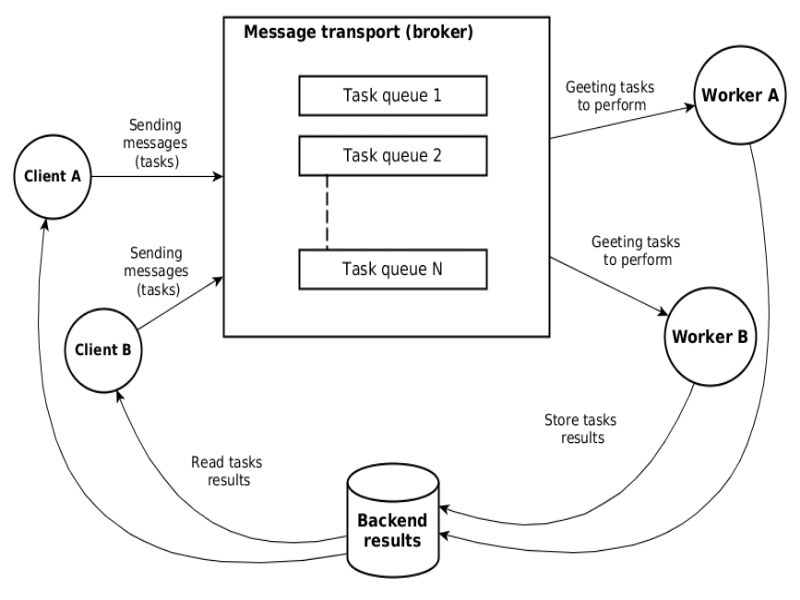 Message transport (broker)
Task queue 1
Task queue 2
Task queue N
Sending
messages
(tasks)
Client A
Sending
messages
(tasks)
Client B
Geeting tasks
to perform
Worker A
Geeting tasks
to perform
Worker B
Store tasks
results
Read tasks
results
Backend
results